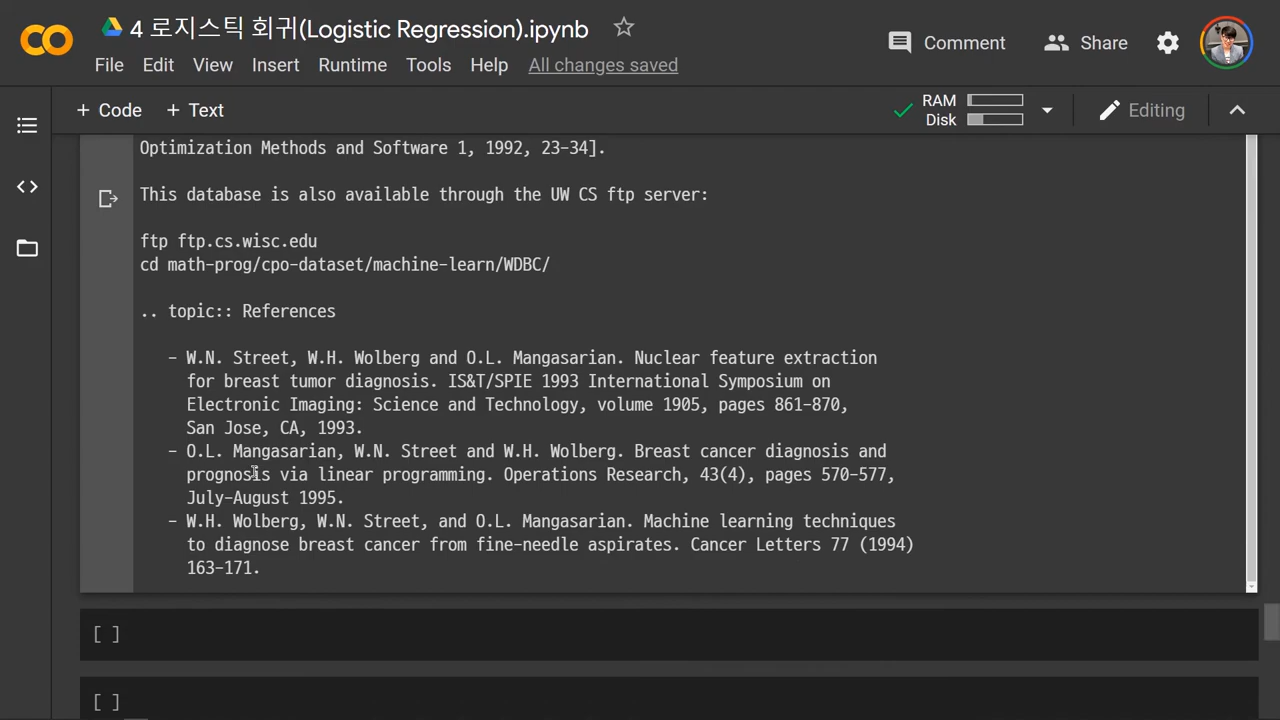 4 로지스틱 회귀(Logistic Regression).ipynb
Comment
Share
File Edit View Insert Runtime Tools Help All changes saved
+ Code + Text
RAM
Disk
Editing
Optimization Methods and Software 1, 1992, 23-34].
This database is also available through the UW CS ftp server:
ftp ftp.cs.wisc.edu
cd math-prog/cpo-dataset/machine-learn/WDBC/
.. topic:: References
- W.N. Street, W.H. Wolberg and O.L. Mangasarian. Nuclear feature extraction
for breast tumor diagnosis. IS&T/SPIE 1993 International Symposium on
Electronic Imaging: Science and Technology, volume 1905, pages 861-870,
San Jose, CA, 1993.
- O.L. Mangasarian, W.N. Street and W.H. Wolberg. Breast cancer diagnosis and
prognosis via linear programming. Operations Research, 43(4), pages 570-577,
July-August 1995.
- W.H. Wolberg, W.N. Street, and O.L. Mangasarian. Machine learning techniques
to diagnose breast cancer from fine-needle aspirates. Cancer Letters 77 (1994)
163-171.
[ ]
[ ]